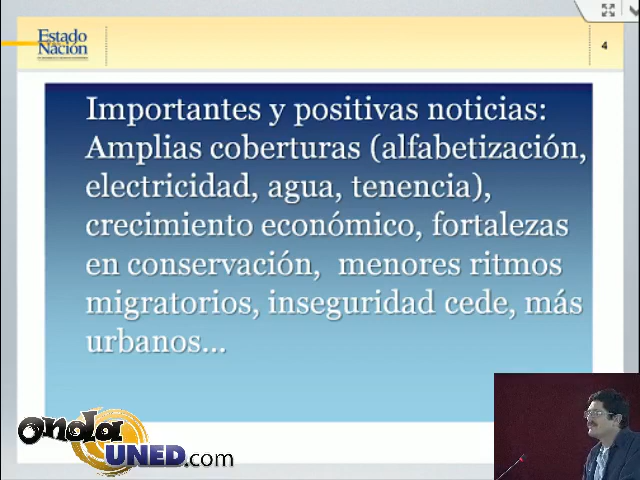 Estado
Nación
4
Importantes y positivas noticias:
Amplias coberturas (alfabetización,
electricidad, agua, tenencia),
crecimiento económico, fortalezas
en conservación, menores ritmos
migratorios, inseguridad cede, más
urbanos...
onda
UNED.com